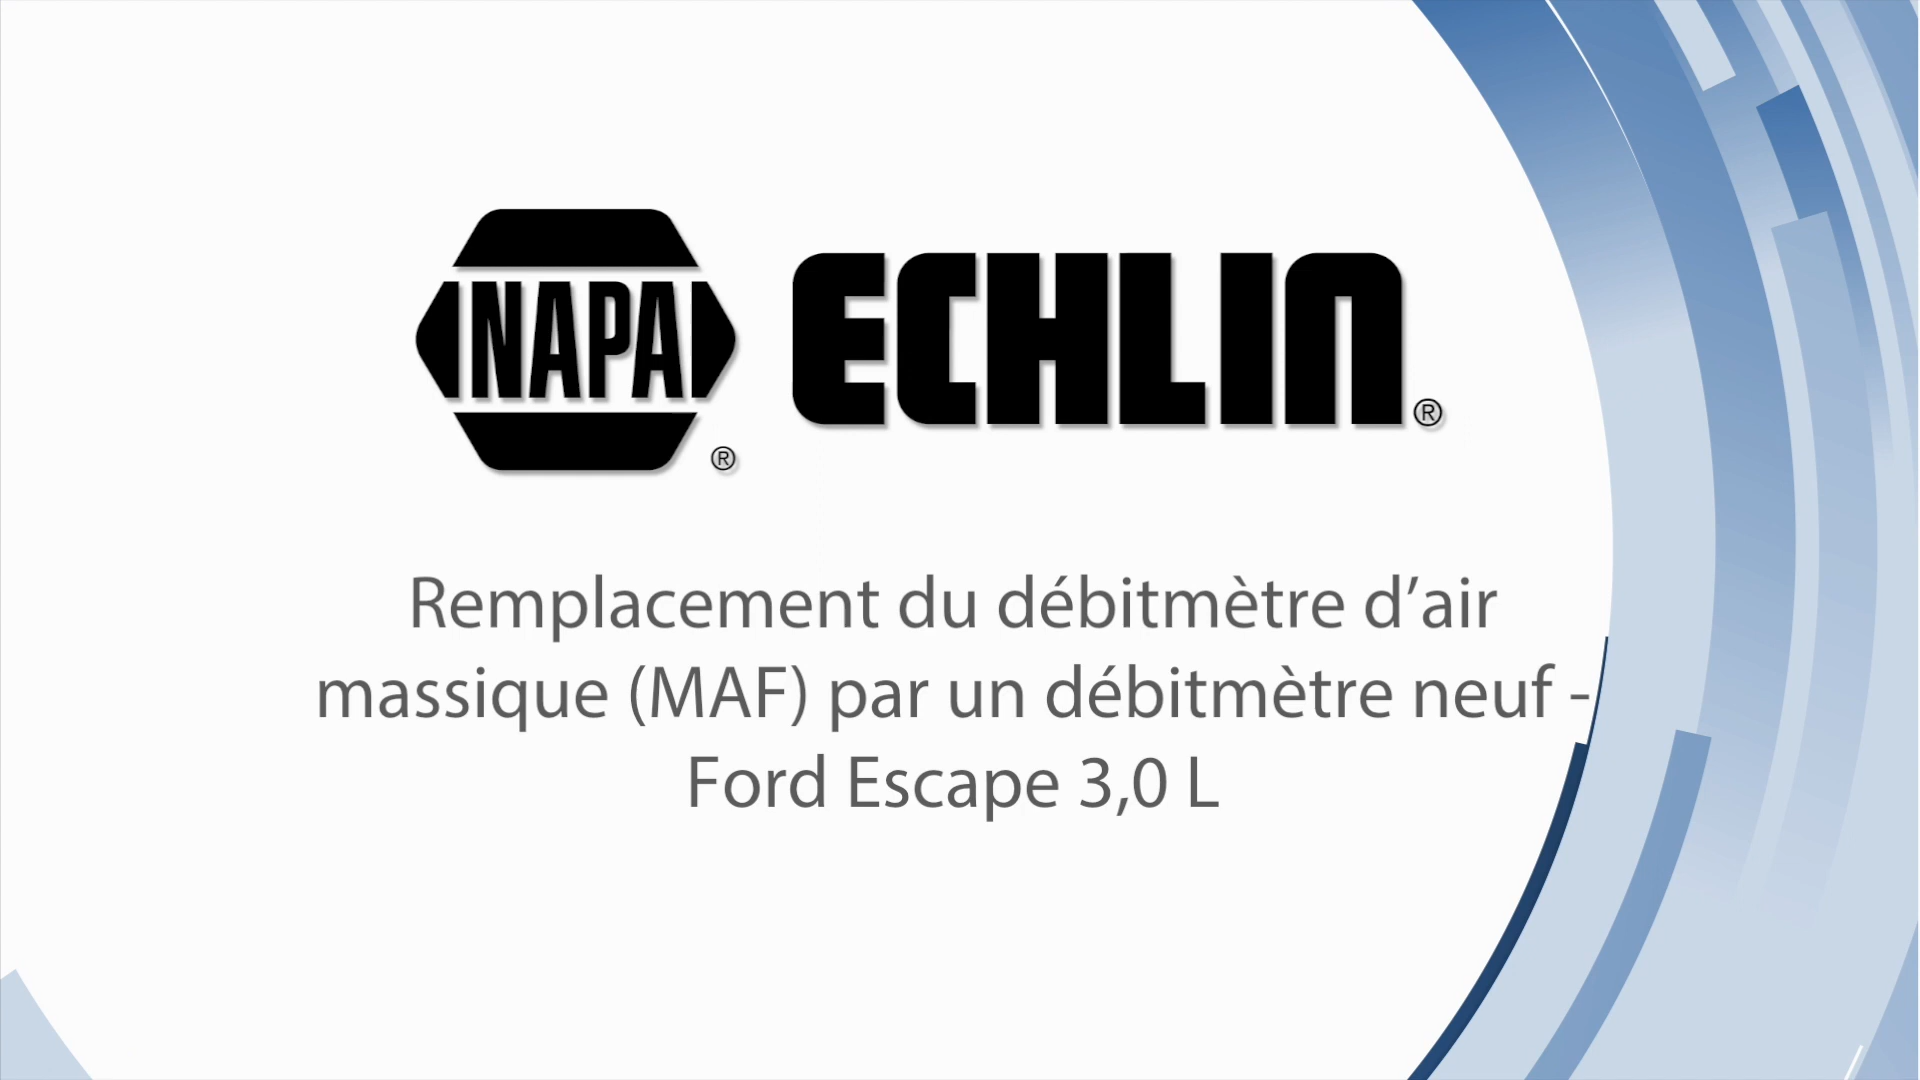 NAPA ® ECHLIN ®
Remplacement du débitmètre d’air
massique (MAF) par un débitmètre neuf -
Ford Escape 3,0 L